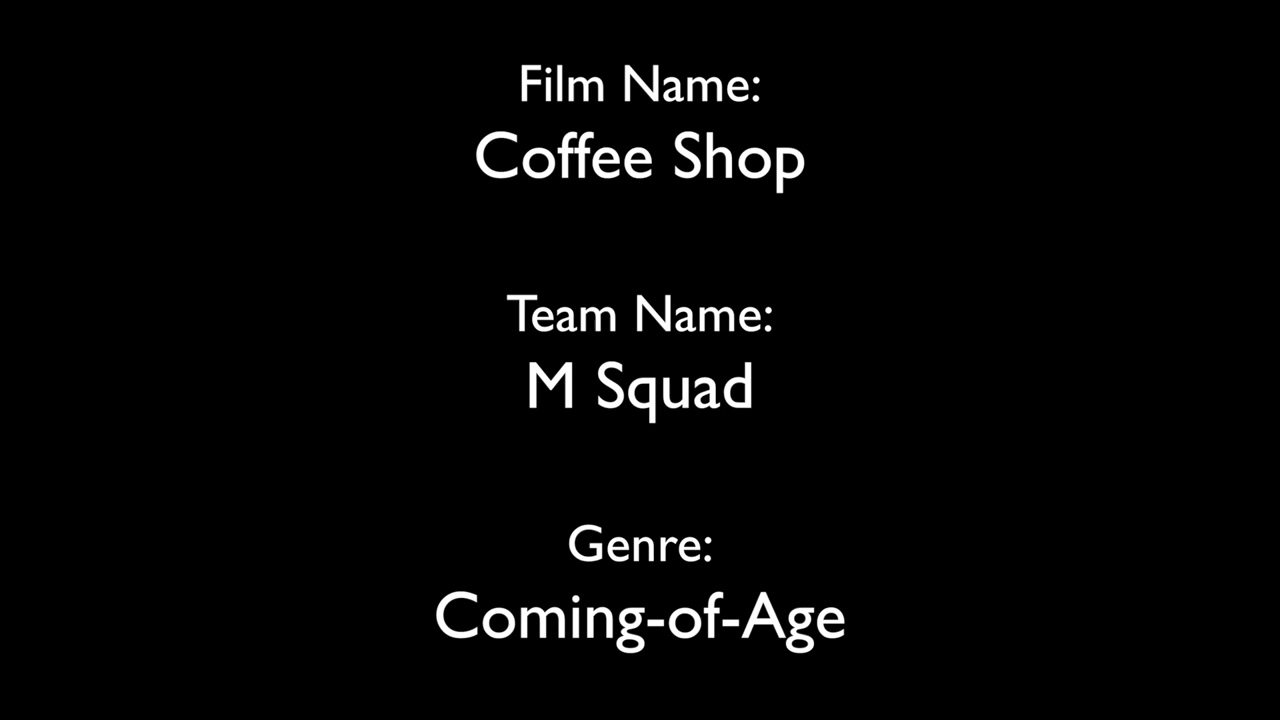 Film Name:
Coffee Shop
Team Name:
M Squad
Genre:
Coming-of-Age